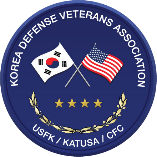 KOREA DEFENSE VETERANS ASSOCIATION
USFK / KATUSA / CFC